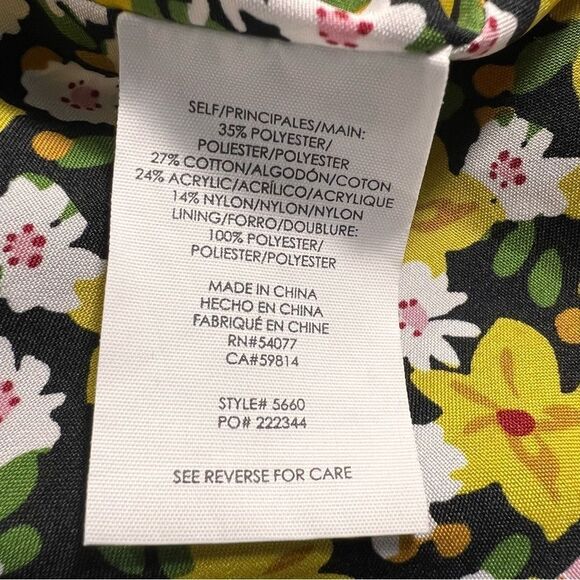 SELF/PRINCIPALES/MAIN:
35% POLYESTER/
POLIESTER/POLYESTER
27% COTTON/ALGODÓN/COTON
24% ACRYLIC/ACRÍLICO/ACRYLIQUE
14% NYLON/NYLON/NYLON
LINING/FORRO/DOUBLURE:
100% POLYESTER/
POLIESTER/POLYESTER
MADE IN CHINA
HECHO EN CHINA
FABRIQUÉ EN CHINE
RN#54077
CA#59814
STYLE# 5660
PO# 222344
SEE REVERSE FOR CARE